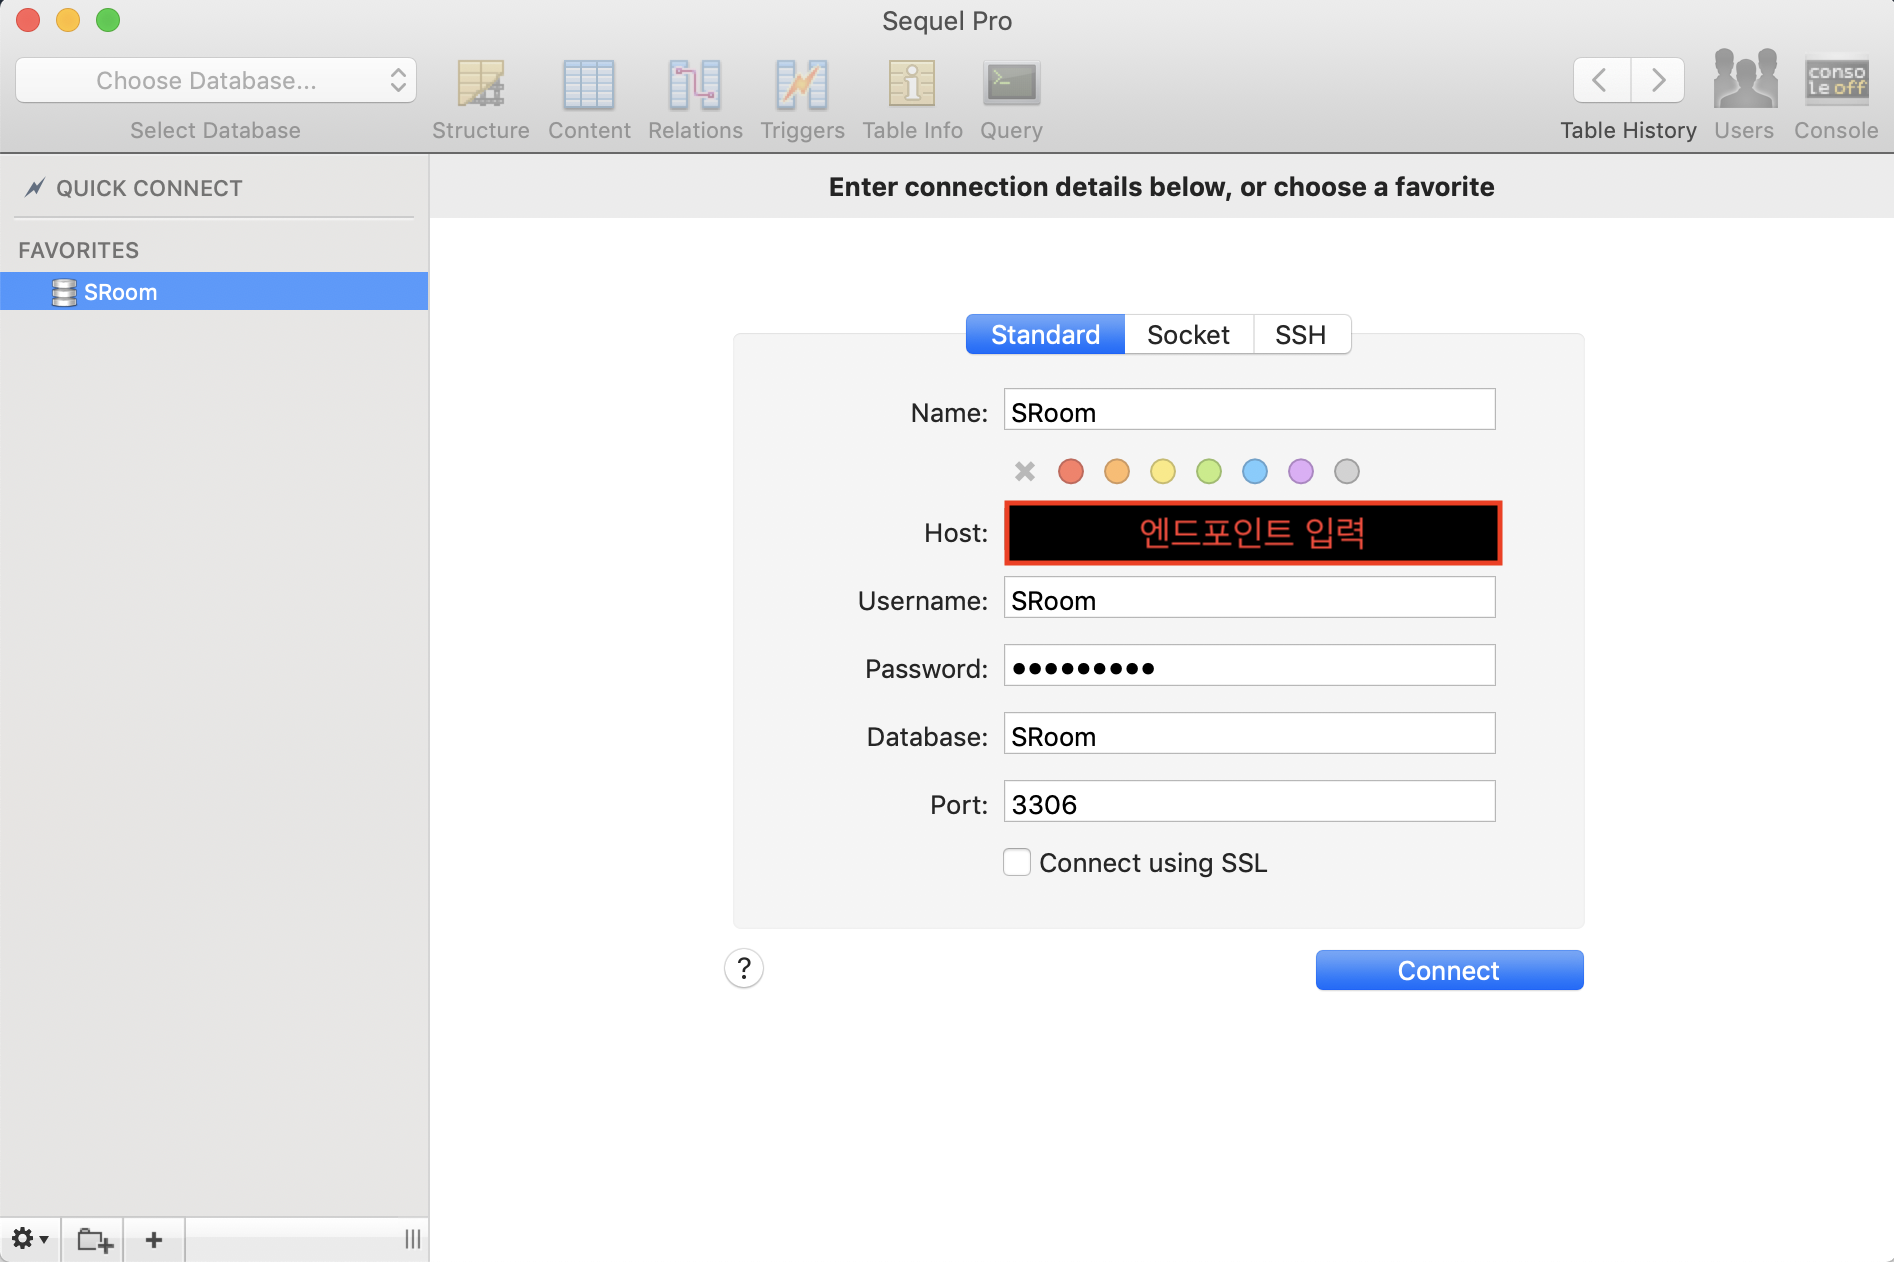 Sequel Pro
Choose Database...
Select Database
Structure
Content
Relations
Triggers
Table Info
Query
Table History
Users
conso
le off
Console
QUICK CONNECT
FAVORITES
SRoom
Enter connection details below, or choose a favorite
Standard
Socket
SSH
Name: SRoom
Host: 엔드포인트 입력
Username: SRoom
Password: •••••••••
Database: SRoom
Port: 3306
Connect using SSL
?
Connect